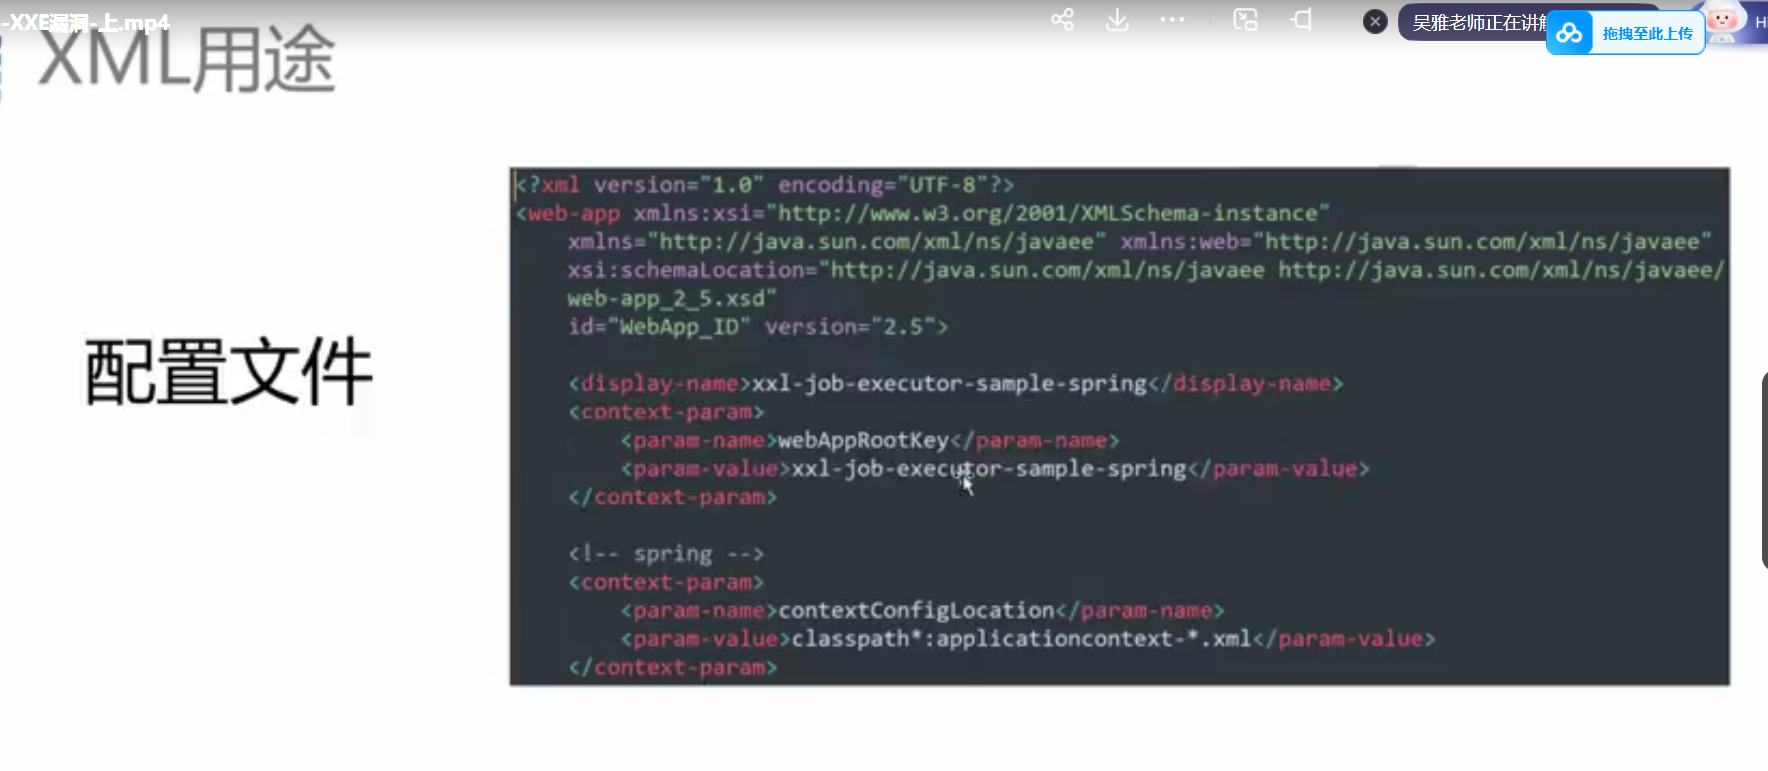 -XXE漏洞-上.mp4
吴雅老师正在讲解
拖拽至此上传
H
XML用途
配置文件
<?xml version="1.0" encoding="UTF-8"?>
<web-app xmlns:xsi="http://www.w3.org/2001/XMLSchema-instance"
xmlns="http://java.sun.com/xml/ns/javaee" xmlns:web="http://java.sun.com/xml/ns/javaee"
xsi:schemaLocation="http://java.sun.com/xml/ns/javaee http://java.sun.com/xml/ns/javaee/
web-app_2_5.xsd"
id="WebApp_ID" version="2.5">
<display-name>xxl-job-executor-sample-spring</display-name>
<context-param>
<param-name>webAppRootKey</param-name>
<param-value>xxl-job-executor-sample-spring</param-value>
</context-param>
<!-- spring -->
<context-param>
<param-name>contextConfigLocation</param-name>
<param-value>classpath*:applicationcontext-*.xml</param-value>
</context-param>